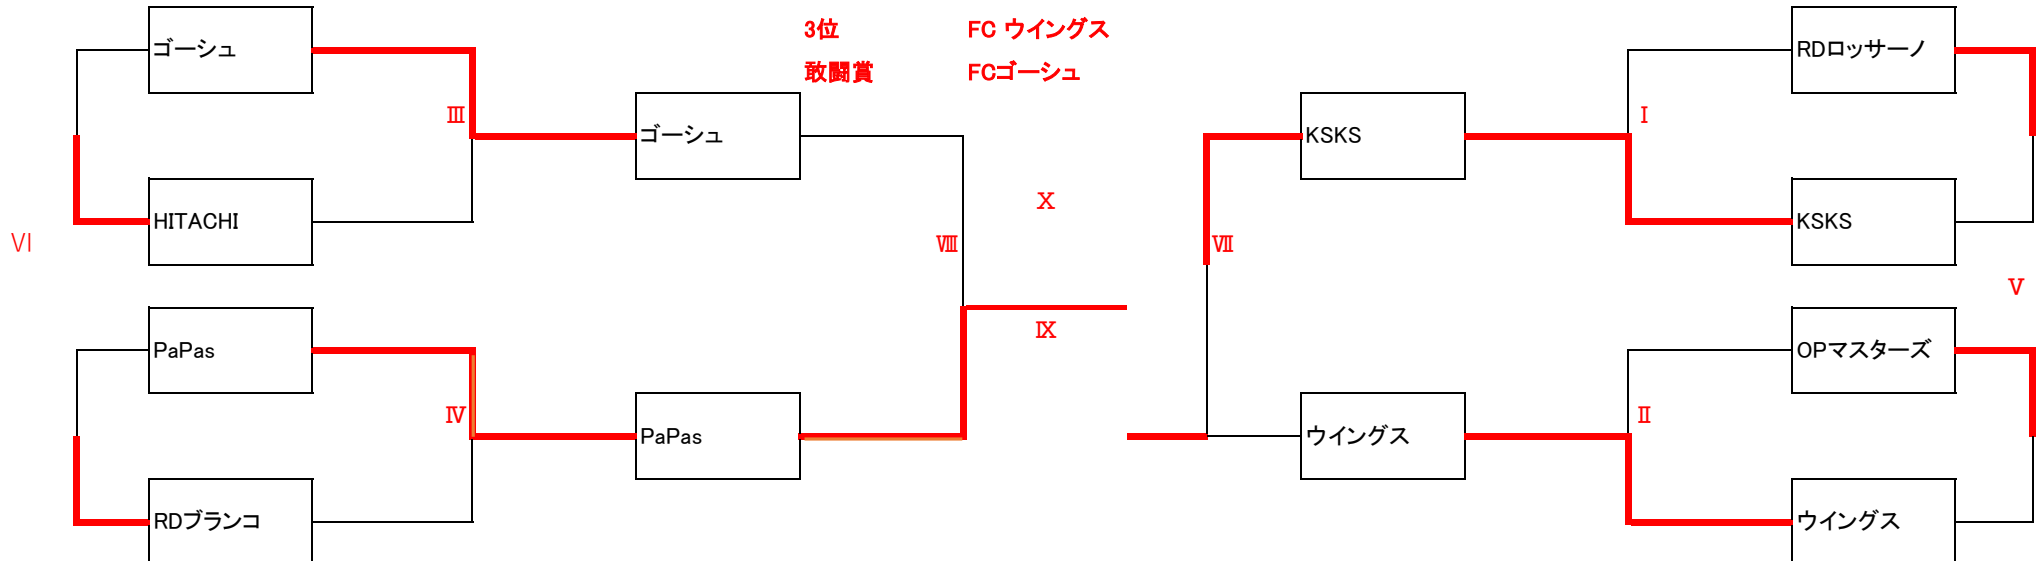 3位 FC ウイングス
ゴーシュ
RDロッサーノ
敢闘賞 FCゴーシュ
Ⅲ
Ⅰ
ゴーシュ
KSKS
Ⅹ
HITACHI
KSKS
Ⅵ
Ⅷ
Ⅶ
Ⅴ
Ⅸ
PaPas
OPマスターズ
Ⅳ
Ⅱ
PaPas
ウイングス
RDブランコ
ウイングス